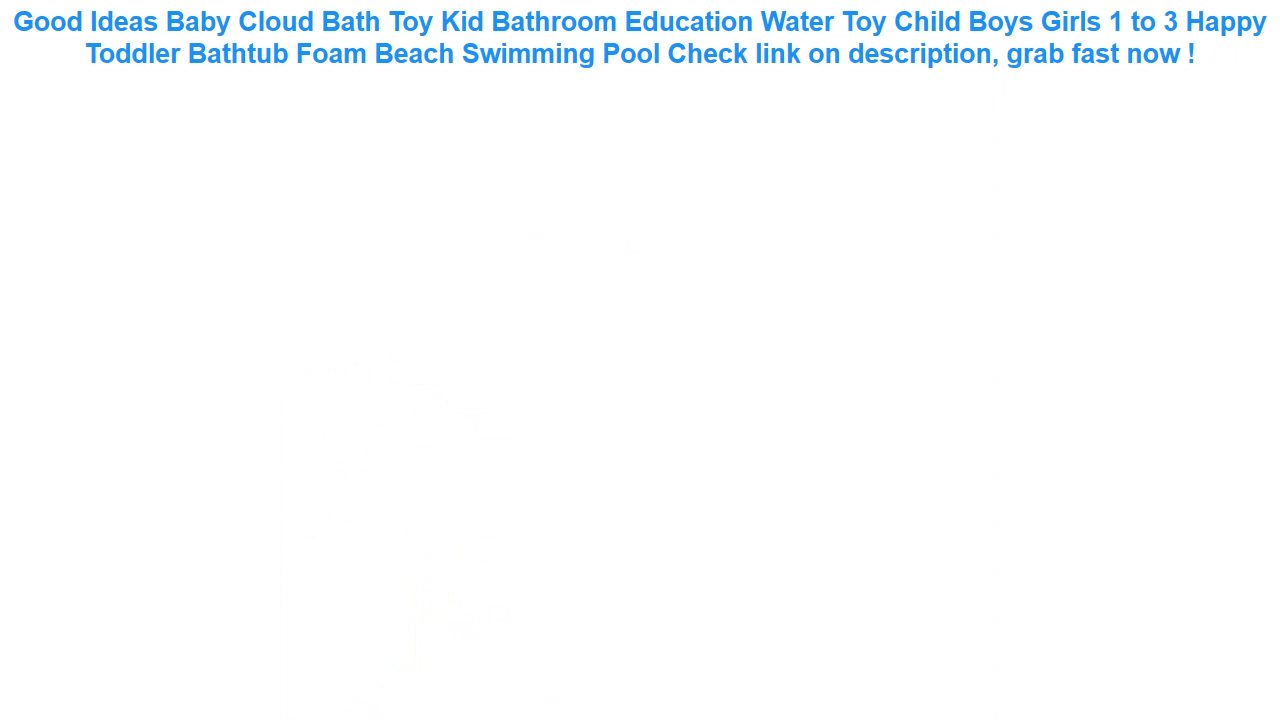 Good Ideas Baby Cloud Bath Toy Kid Bathroom Education Water Toy Child Boys Girls 1 to 3 Happy
Toddler Bathtub Foam Beach Swimming Pool Check link on description, grab fast now !